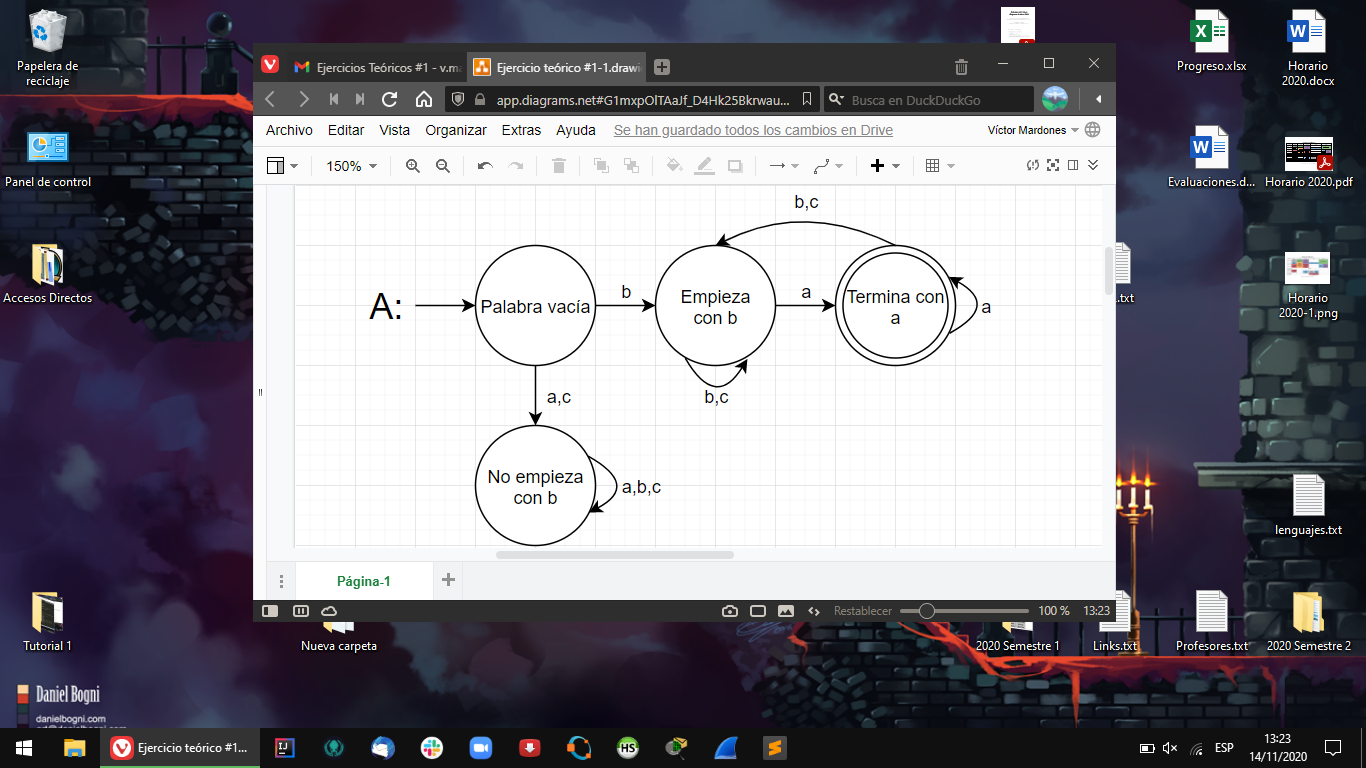 Papelera de
reciclaje
Panel de control
Accesos Directos
Tutorial 1
Nueva carpeta
Progreso.xlsx
Horario
2020.docx
Evaluaciones.d...
Horario 2020.pdf
.txt
Horario
2020-1.png
lenguajes.txt
2020 Semestre 1
Links.txt
Profesores.txt
2020 Semestre 2
Ejercicios Teóricos #1 - v.ma
Ejercicio teórico #1-1.drawi
app.diagrams.net#G1mxpOlTAaJf_D4Hk25Bkrwau...
Busca en DuckDuckGo
Archivo Editar Vista Organizar Extras Ayuda Se han guardado todos los cambios en Drive Víctor Mardones
150%
b,c
A:
Palabra vacía
b
Empieza
con b
a
Termina con
a
a
b,c
a,c
No empieza
con b
a,b,c
Página-1
Restablecer 100 % 13:23
Daniel Bogni
danielbogni.com
Ejercicio teórico #1...
ESP
13:23
14/11/2020